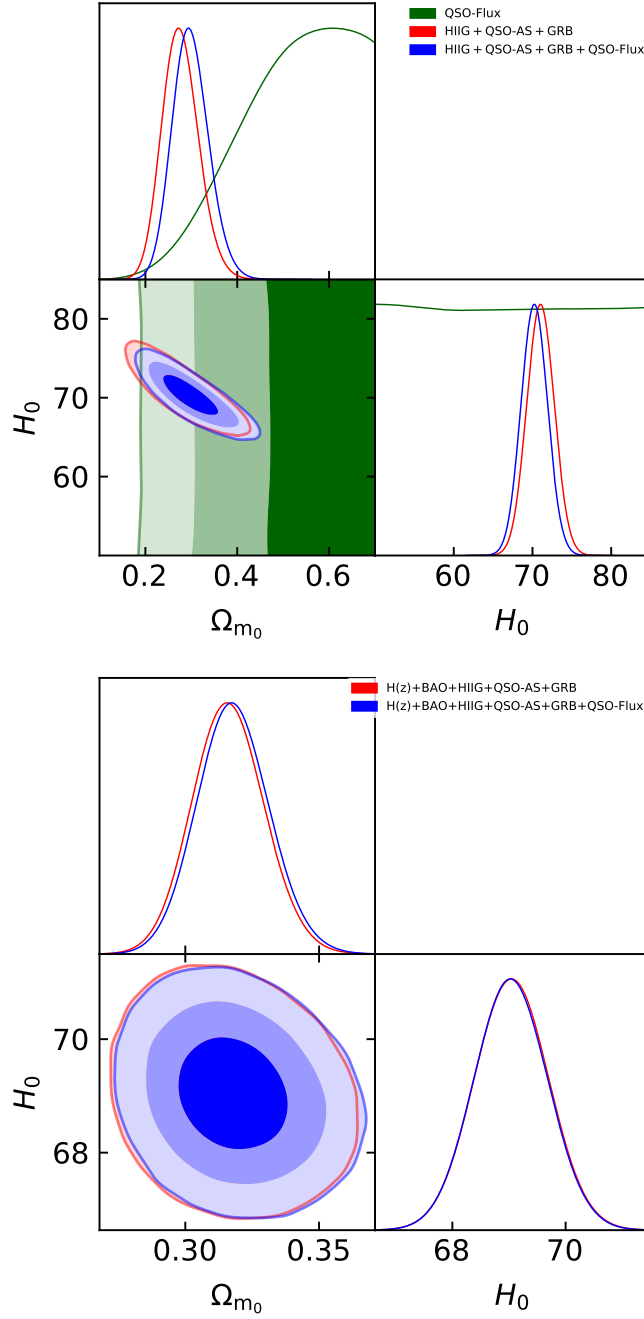 QSO-Flux
HIIG + QSO-AS + GRB
HIIG + QSO-AS + GRB + QSO-Flux
80
70
60
H₀
0.2 0.4 0.6
Ωm₀
60 70 80
H₀
H(z)+BAO+HIIG+QSO-AS+GRB
H(z)+BAO+HIIG+QSO-AS+GRB+QSO-Flux
70
68
H₀
0.30 0.35
Ωm₀
68 70
H₀